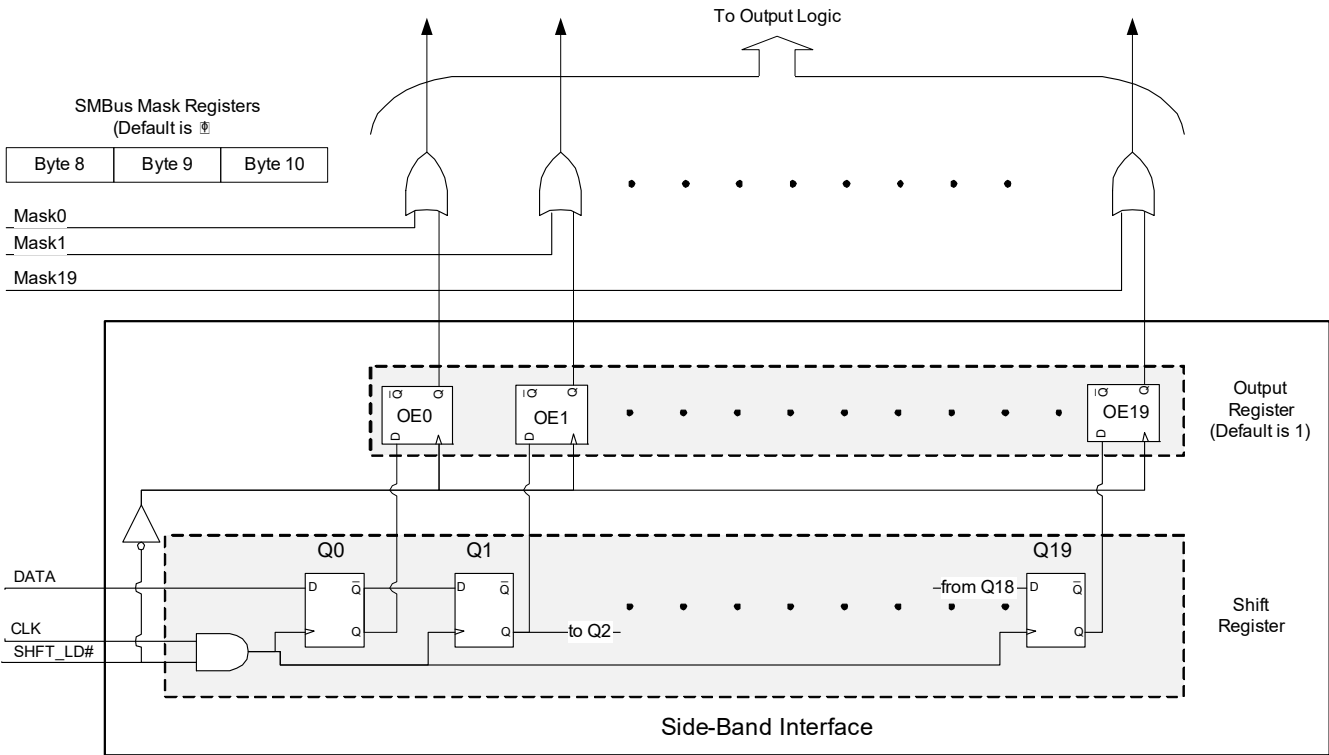 To Output Logic
SMBus Mask Registers
(Default is
Byte 8 Byte 9 Byte 10
Mask0
Mask1
Mask19
Q Q Q Q Q Q
OE0 OE1 OE19
D D D
Output
Register
(Default is 1)
Q0 Q1 Q19
DATA
D Q D Q from Q18 D Q
CLK
Q Q to Q2 Q
SHFT_LD#
Shift
Register
Side-Band Interface